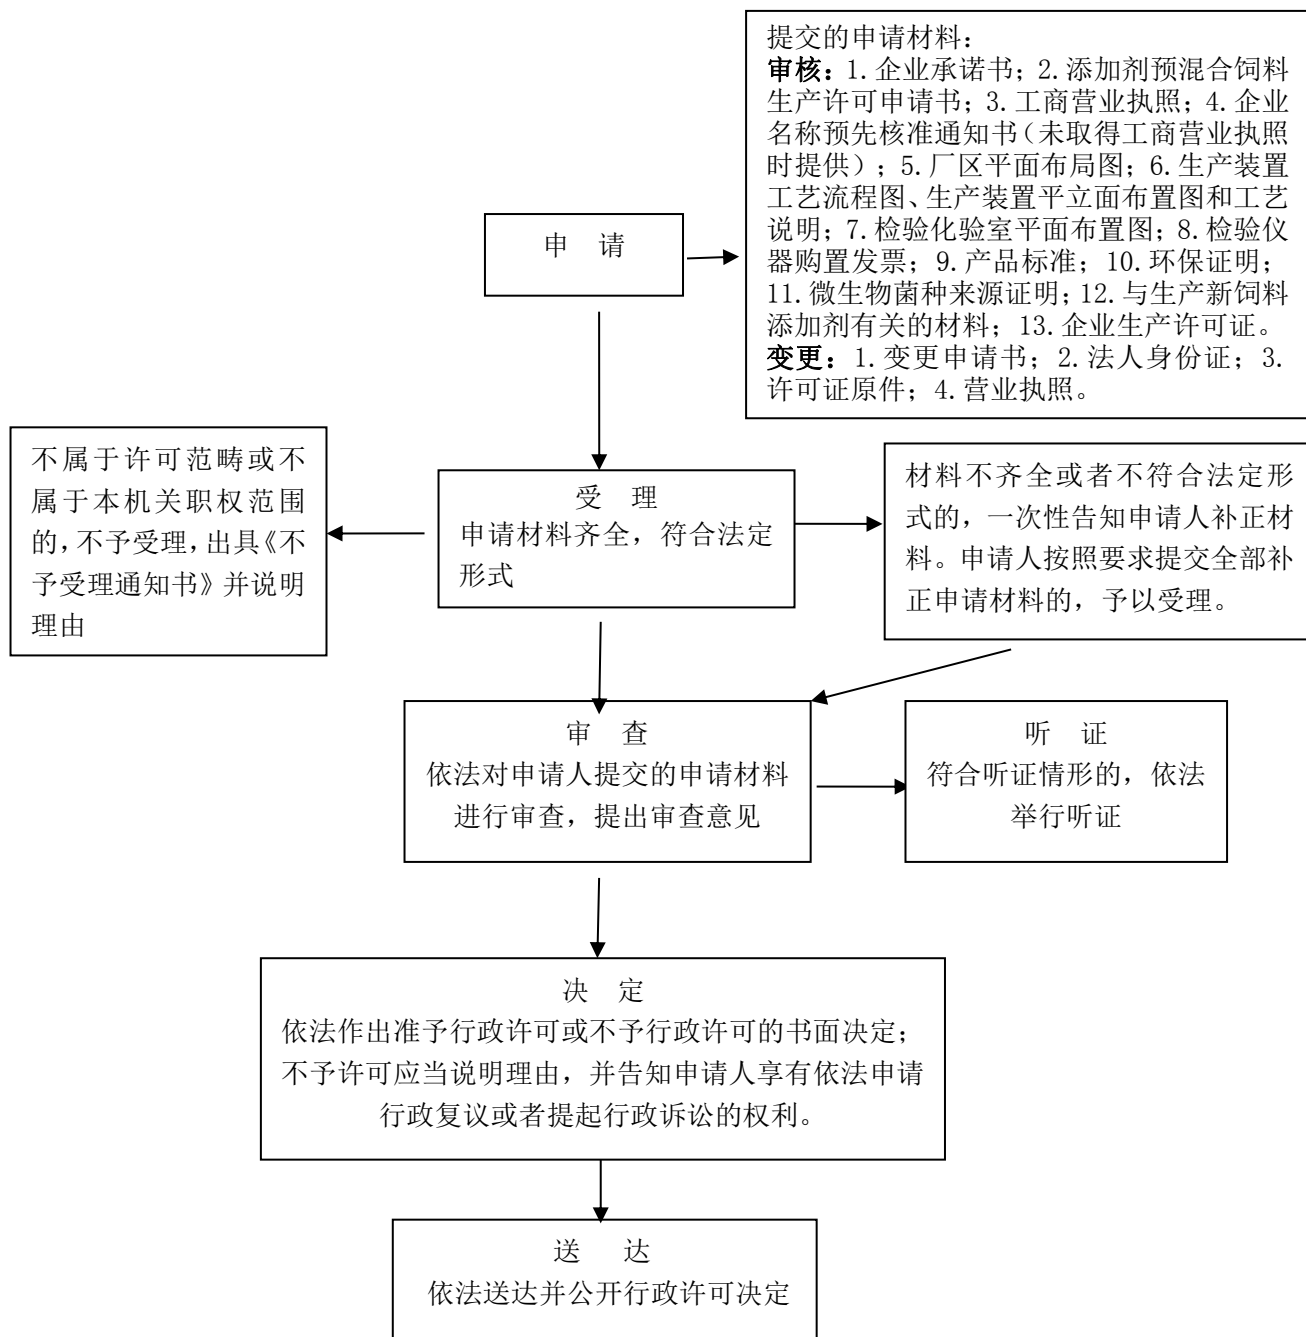 提交的申请材料：
审核：1.企业承诺书；2.添加剂预混合饲料
生产许可申请书；3.工商营业执照；4.企业
名称预先核准通知书（未取得工商营业执照
时提供）；5.厂区平面布局图；6.生产装置
工艺流程图、生产装置平立面布置图和工艺
说明；7.检验化验室平面布置图；8.检验仪
器购置发票；9.产品标准；10.环保证明；
11.微生物菌种来源证明；12.与生产新饲料
添加剂有关的材料；13.企业生产许可证。
变更：1.变更申请书；2.法人身份证；3.
许可证原件；4.营业执照。
申 请
不属于许可范畴或不
属于本机关职权范围
的，不予受理，出具《不
予受理通知书》并说明
理由
受 理
申请材料齐全，符合法定
形式
材料不齐全或者不符合法定形
式的，一次性告知申请人补正材
料。申请人按照要求提交全部补
正申请材料的，予以受理。
审 查
依法对申请人提交的申请材料
进行审查，提出审查意见
听 证
符合听证情形的，依法
举行听证
决 定
依法作出准予行政许可或不予行政许可的书面决定；
不予许可应当说明理由，并告知申请人享有依法申请
行政复议或者提起行政诉讼的权利。
送 达
依法送达并公开行政许可决定